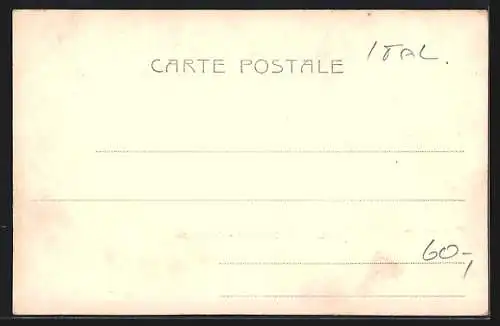 CARTE POSTALE
ITAL.
60,-